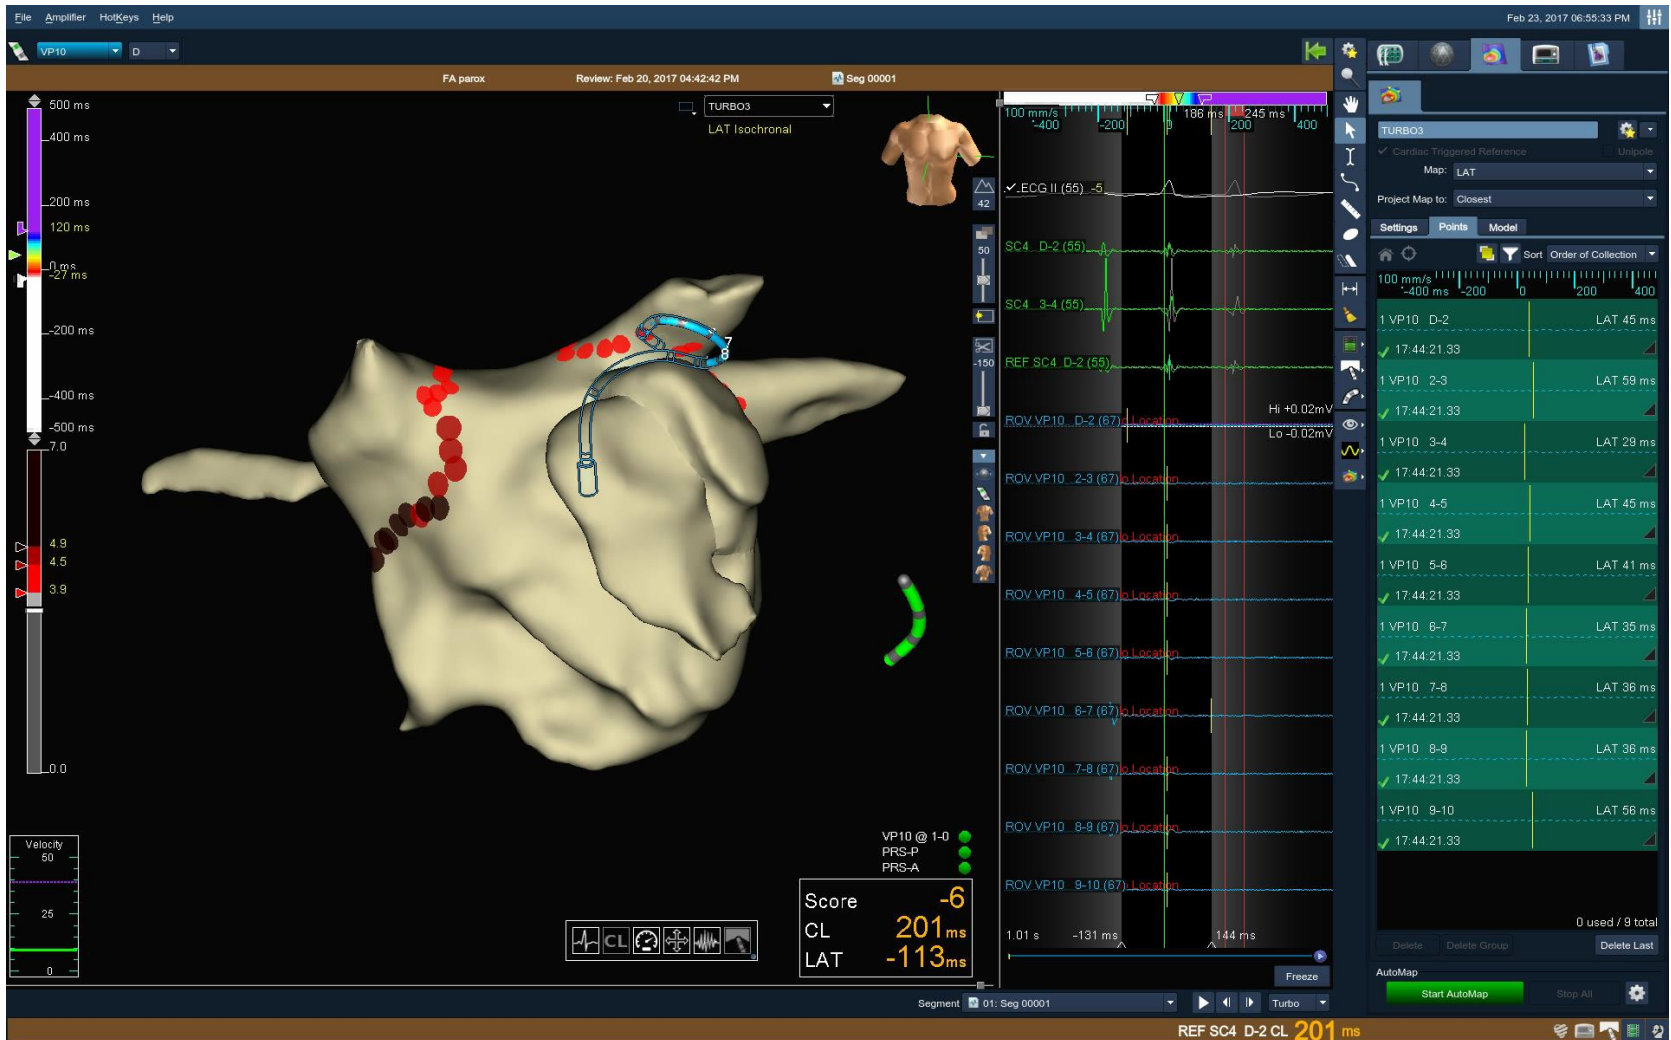 File Amplifier HotKeys Help
Feb 23, 2017 06:55:33 PM
VP10 D
FA parox Review: Feb 20, 2017 04:42:42 PM Seg 00001
500 ms
400 ms
200 ms
120 ms
0 ms
-27 ms
-200 ms
-400 ms
-500 ms
7.0
4.9
4.5
3.9
0.0
TURBO3
LAT Isochronal
42
50
-150
7
8
Velocity
50
25
0
VP10 @ 1-0
PRS-P
PRS-A
CL
Score -6
CL 201 ms
LAT -113 ms
100 mm/s 186 ms 245 ms
-400 -200 0 200 400
ECG II (55) -5
SC4 D-2 (55)
SC4 3-4 (55)
REF SC4 D-2 (55)
Hi +0.02mV
ROV VP10 D-2 (67) o Location
Lo -0.02mV
ROV VP10 2-3 (67) o Location
ROV VP10 3-4 (67) o Location
ROV VP10 4-5 (67) o Location
ROV VP10 5-6 (67) o Location
ROV VP10 6-7 (67) o Location
ROV VP10 7-8 (67) o Location
ROV VP10 8-9 (67) o Location
ROV VP10 9-10 (67) Location
1.01 s -131 ms 144 ms
Freeze
Segment 01: Seg 00001 Turbo
TURBO3
Cardiac Triggered Reference Unipole
Map: LAT
Project Map to: Closest
Settings Points Model
Sort Order of Collection
100 mm/s
-400 ms -200 0 200 400
1 VP10 D-2 LAT 45 ms
17:44:21.33
1 VP10 2-3 LAT 59 ms
17:44:21.33
1 VP10 3-4 LAT 29 ms
17:44:21.33
1 VP10 4-5 LAT 45 ms
17:44:21.33
1 VP10 5-6 LAT 41 ms
17:44:21.33
1 VP10 6-7 LAT 35 ms
17:44:21.33
1 VP10 7-8 LAT 36 ms
17:44:21.33
1 VP10 8-9 LAT 36 ms
17:44:21.33
1 VP10 9-10 LAT 56 ms
17:44:21.33
0 used / 9 total
Delete Delete Group Delete Last
AutoMap
Start AutoMap Stop All
REF SC4 D-2 CL 201 ms